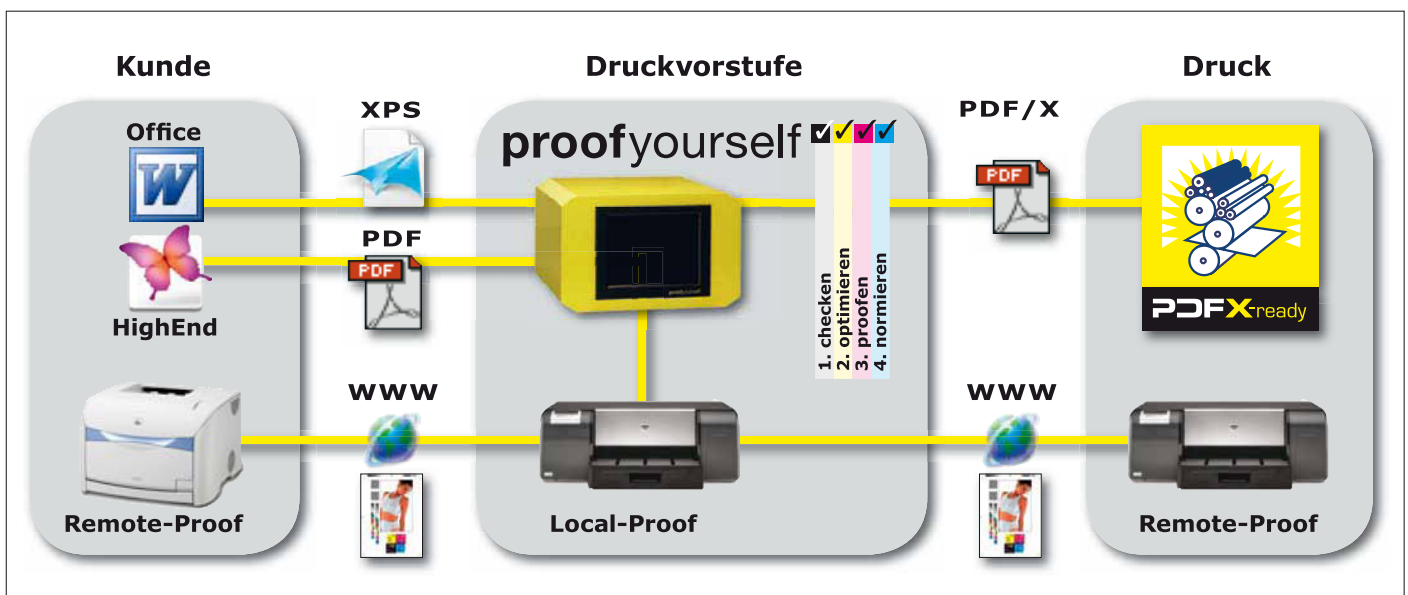 Kunde
Druckvorstufe
Druck
Office
W
HighEnd
Remote-Proof
XPS
PDF
PDF
WWW
proofyourself
1. checken
2. optimieren
3. proofen
4. normieren
Local-Proof
PDF/X
PDF
WWW
PDFX-ready
Remote-Proof